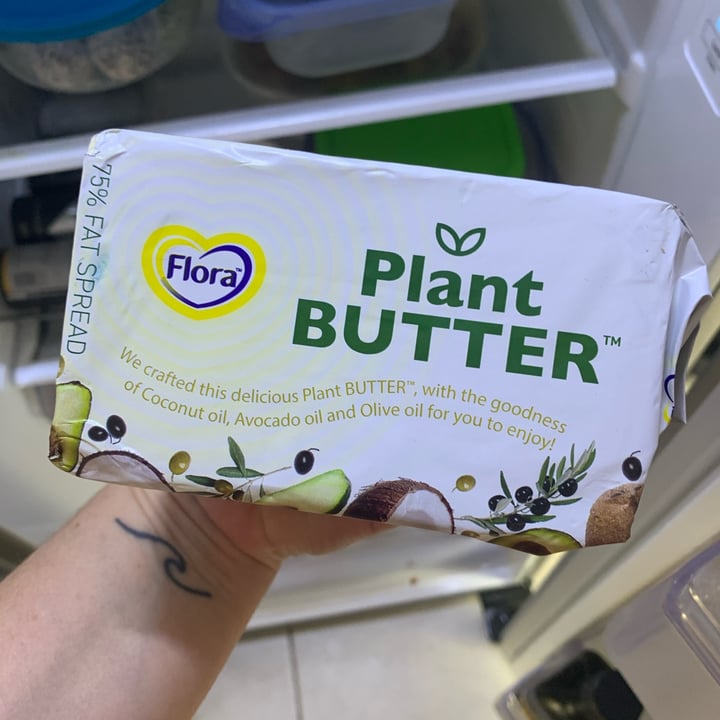 75% FAT SPREAD
Flora™
Plant
BUTTER™
We crafted this delicious Plant BUTTER™, with the goodness
of Coconut oil, Avocado oil and Olive oil for you to enjoy!